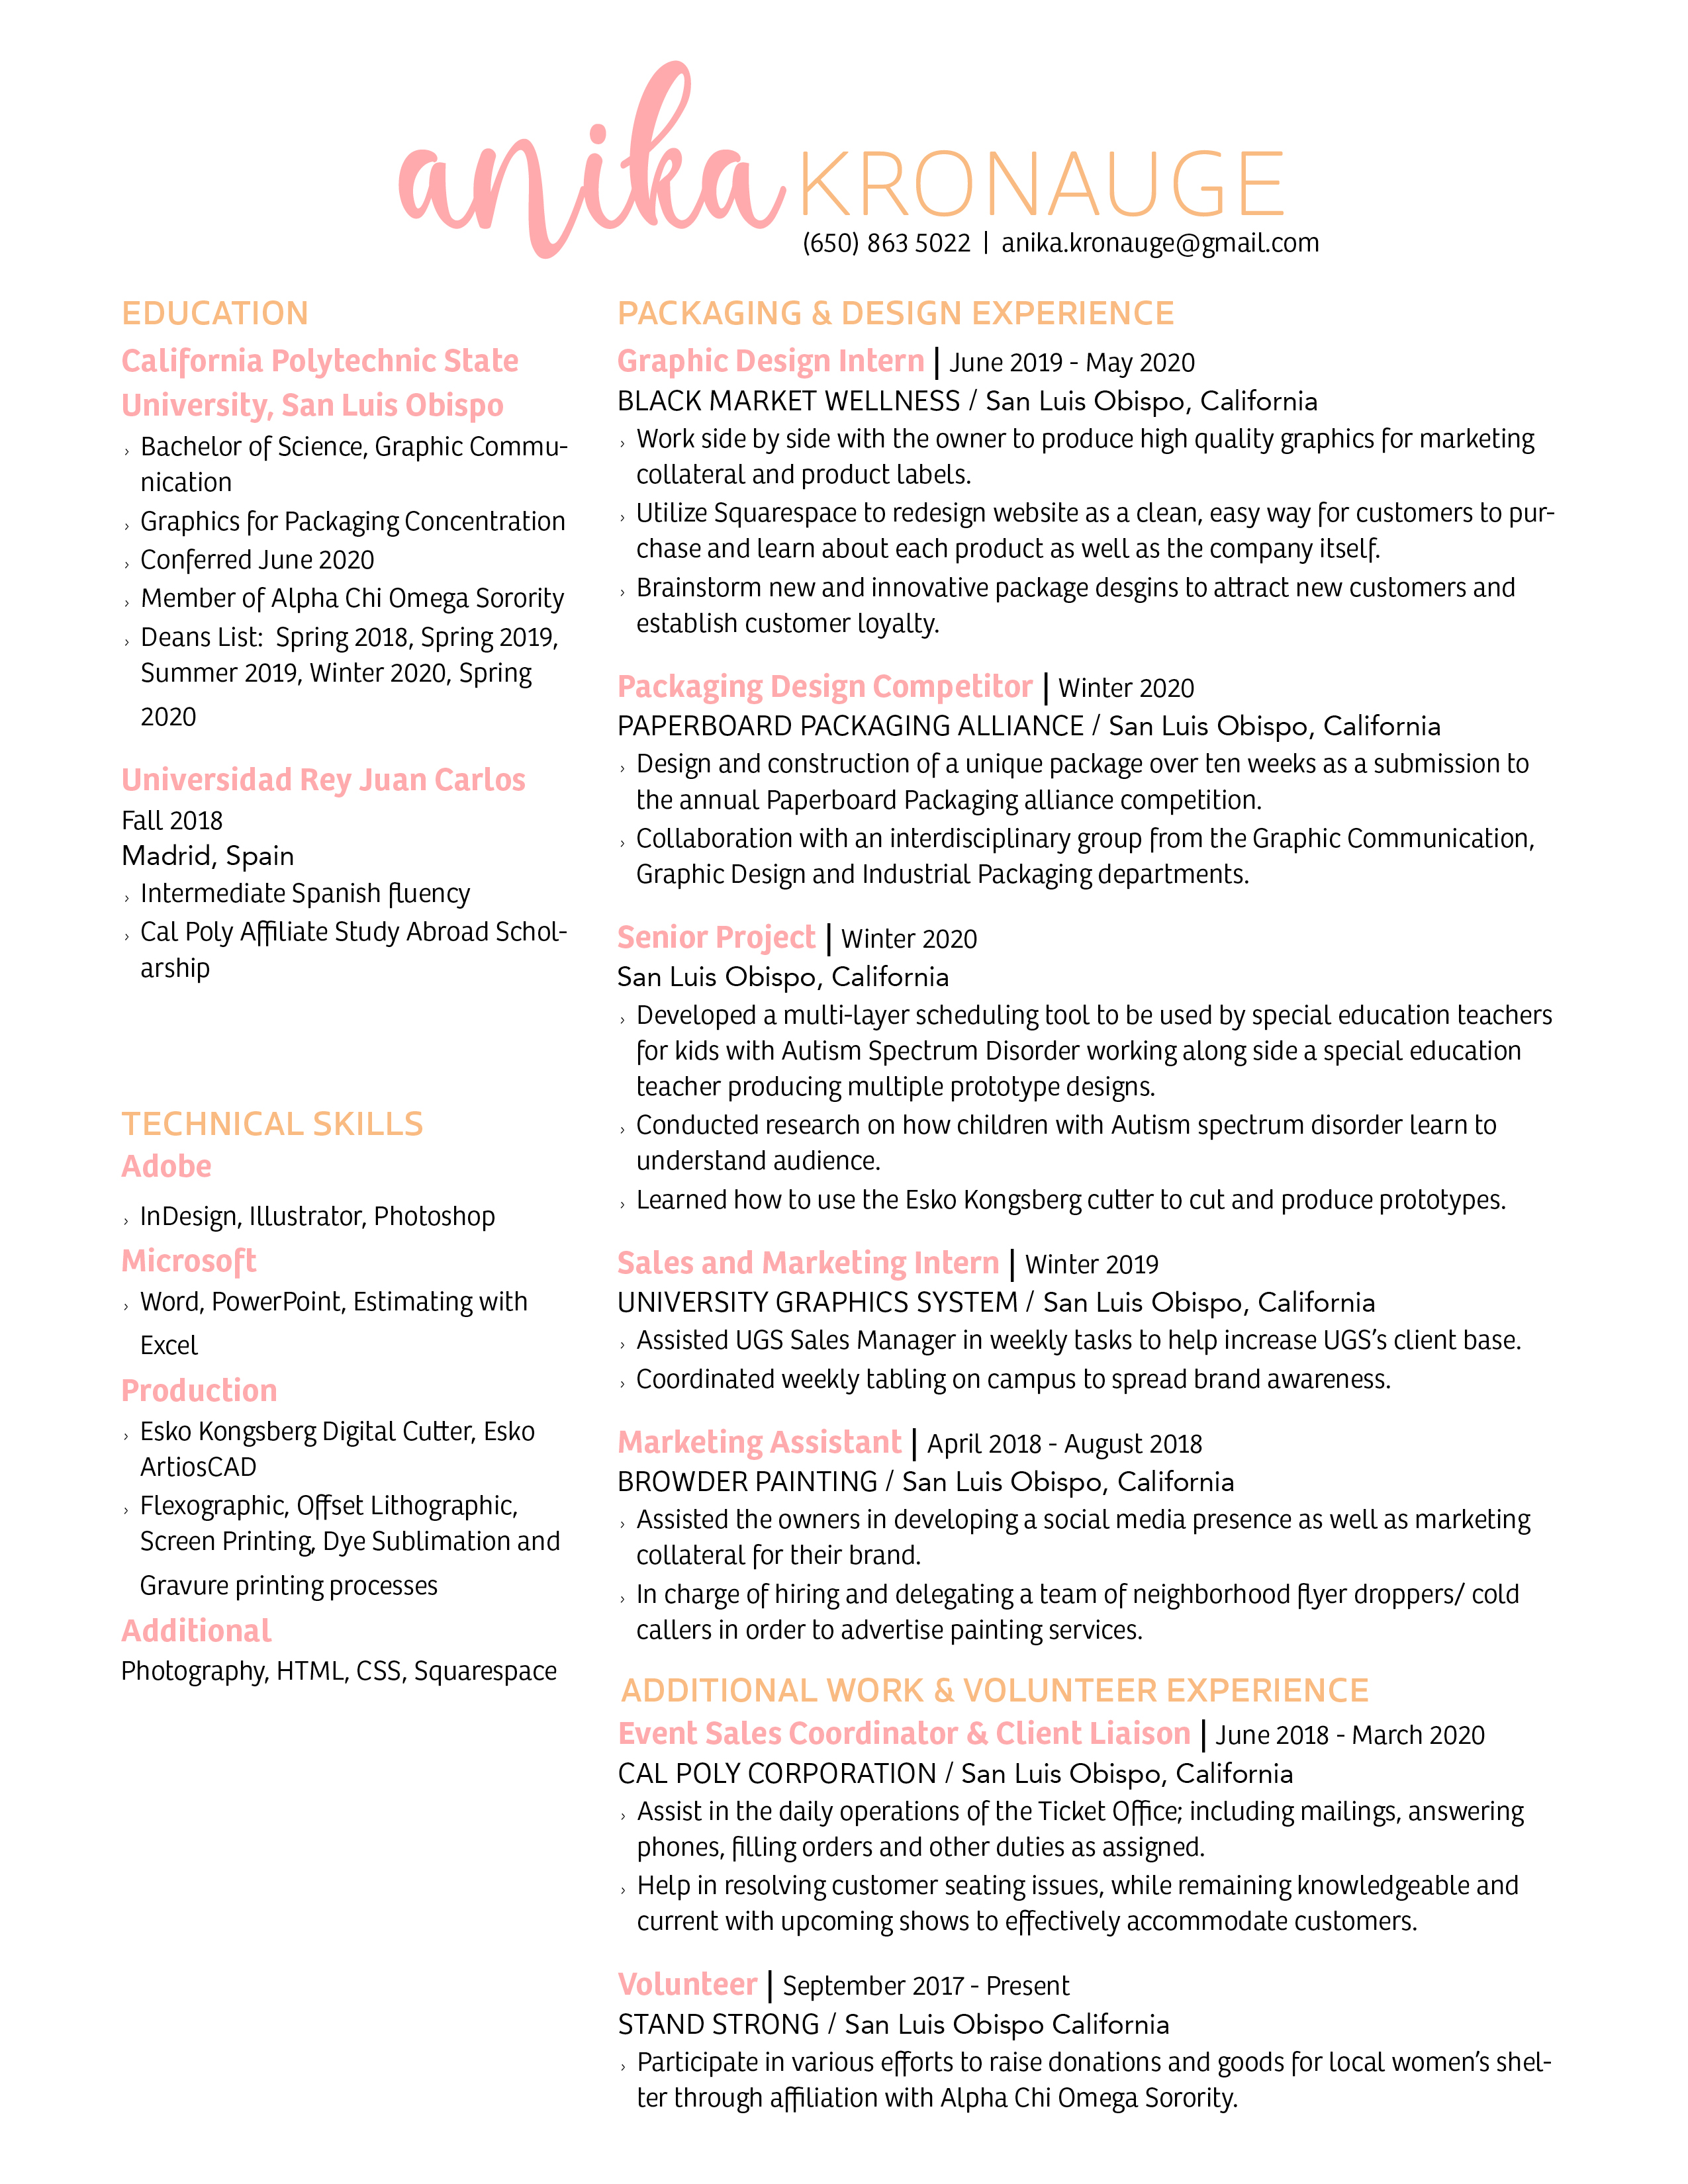 anika KRONAUGE
(650) 863 5022 | anika.kronauge@gmail.com
EDUCATION
California Polytechnic State
University, San Luis Obispo
› Bachelor of Science, Graphic Commu-
nication
› Graphics for Packaging Concentration
› Conferred June 2020
› Member of Alpha Chi Omega Sorority
› Deans List:  Spring 2018, Spring 2019,
Summer 2019, Winter 2020, Spring
2020
Universidad Rey Juan Carlos
Fall 2018
Madrid, Spain
› Intermediate Spanish fluency
› Cal Poly Affiliate Study Abroad Schol-
arship
TECHNICAL SKILLS
Adobe
› InDesign, Illustrator, Photoshop
Microsoft
› Word, PowerPoint, Estimating with
Excel
Production
› Esko Kongsberg Digital Cutter, Esko
ArtiosCAD
› Flexographic, Offset Lithographic,
Screen Printing, Dye Sublimation and
Gravure printing processes
Additional
Photography, HTML, CSS, Squarespace
PACKAGING & DESIGN EXPERIENCE
Graphic Design Intern | June 2019 - May 2020
BLACK MARKET WELLNESS / San Luis Obispo, California
› Work side by side with the owner to produce high quality graphics for marketing
collateral and product labels.
› Utilize Squarespace to redesign website as a clean, easy way for customers to pur-
chase and learn about each product as well as the company itself.
› Brainstorm new and innovative package desgins to attract new customers and
establish customer loyalty.
Packaging Design Competitor | Winter 2020
PAPERBOARD PACKAGING ALLIANCE / San Luis Obispo, California
› Design and construction of a unique package over ten weeks as a submission to
the annual Paperboard Packaging alliance competition.
› Collaboration with an interdisciplinary group from the Graphic Communication,
Graphic Design and Industrial Packaging departments.
Senior Project | Winter 2020
San Luis Obispo, California
› Developed a multi-layer scheduling tool to be used by special education teachers
for kids with Autism Spectrum Disorder working along side a special education
teacher producing multiple prototype designs.
› Conducted research on how children with Autism spectrum disorder learn to
understand audience.
› Learned how to use the Esko Kongsberg cutter to cut and produce prototypes.
Sales and Marketing Intern | Winter 2019
UNIVERSITY GRAPHICS SYSTEM / San Luis Obispo, California
› Assisted UGS Sales Manager in weekly tasks to help increase UGS’s client base.
› Coordinated weekly tabling on campus to spread brand awareness.
Marketing Assistant | April 2018 - August 2018
BROWDER PAINTING / San Luis Obispo, California
› Assisted the owners in developing a social media presence as well as marketing
collateral for their brand.
› In charge of hiring and delegating a team of neighborhood flyer droppers/ cold
callers in order to advertise painting services.
ADDITIONAL WORK & VOLUNTEER EXPERIENCE
Event Sales Coordinator & Client Liaison | June 2018 - March 2020
CAL POLY CORPORATION / San Luis Obispo, California
› Assist in the daily operations of the Ticket Office; including mailings, answering
phones, filling orders and other duties as assigned.
› Help in resolving customer seating issues, while remaining knowledgeable and
current with upcoming shows to effectively accommodate customers.
Volunteer | September 2017 - Present
STAND STRONG / San Luis Obispo California
› Participate in various efforts to raise donations and goods for local women’s shel-
ter through affiliation with Alpha Chi Omega Sorority.